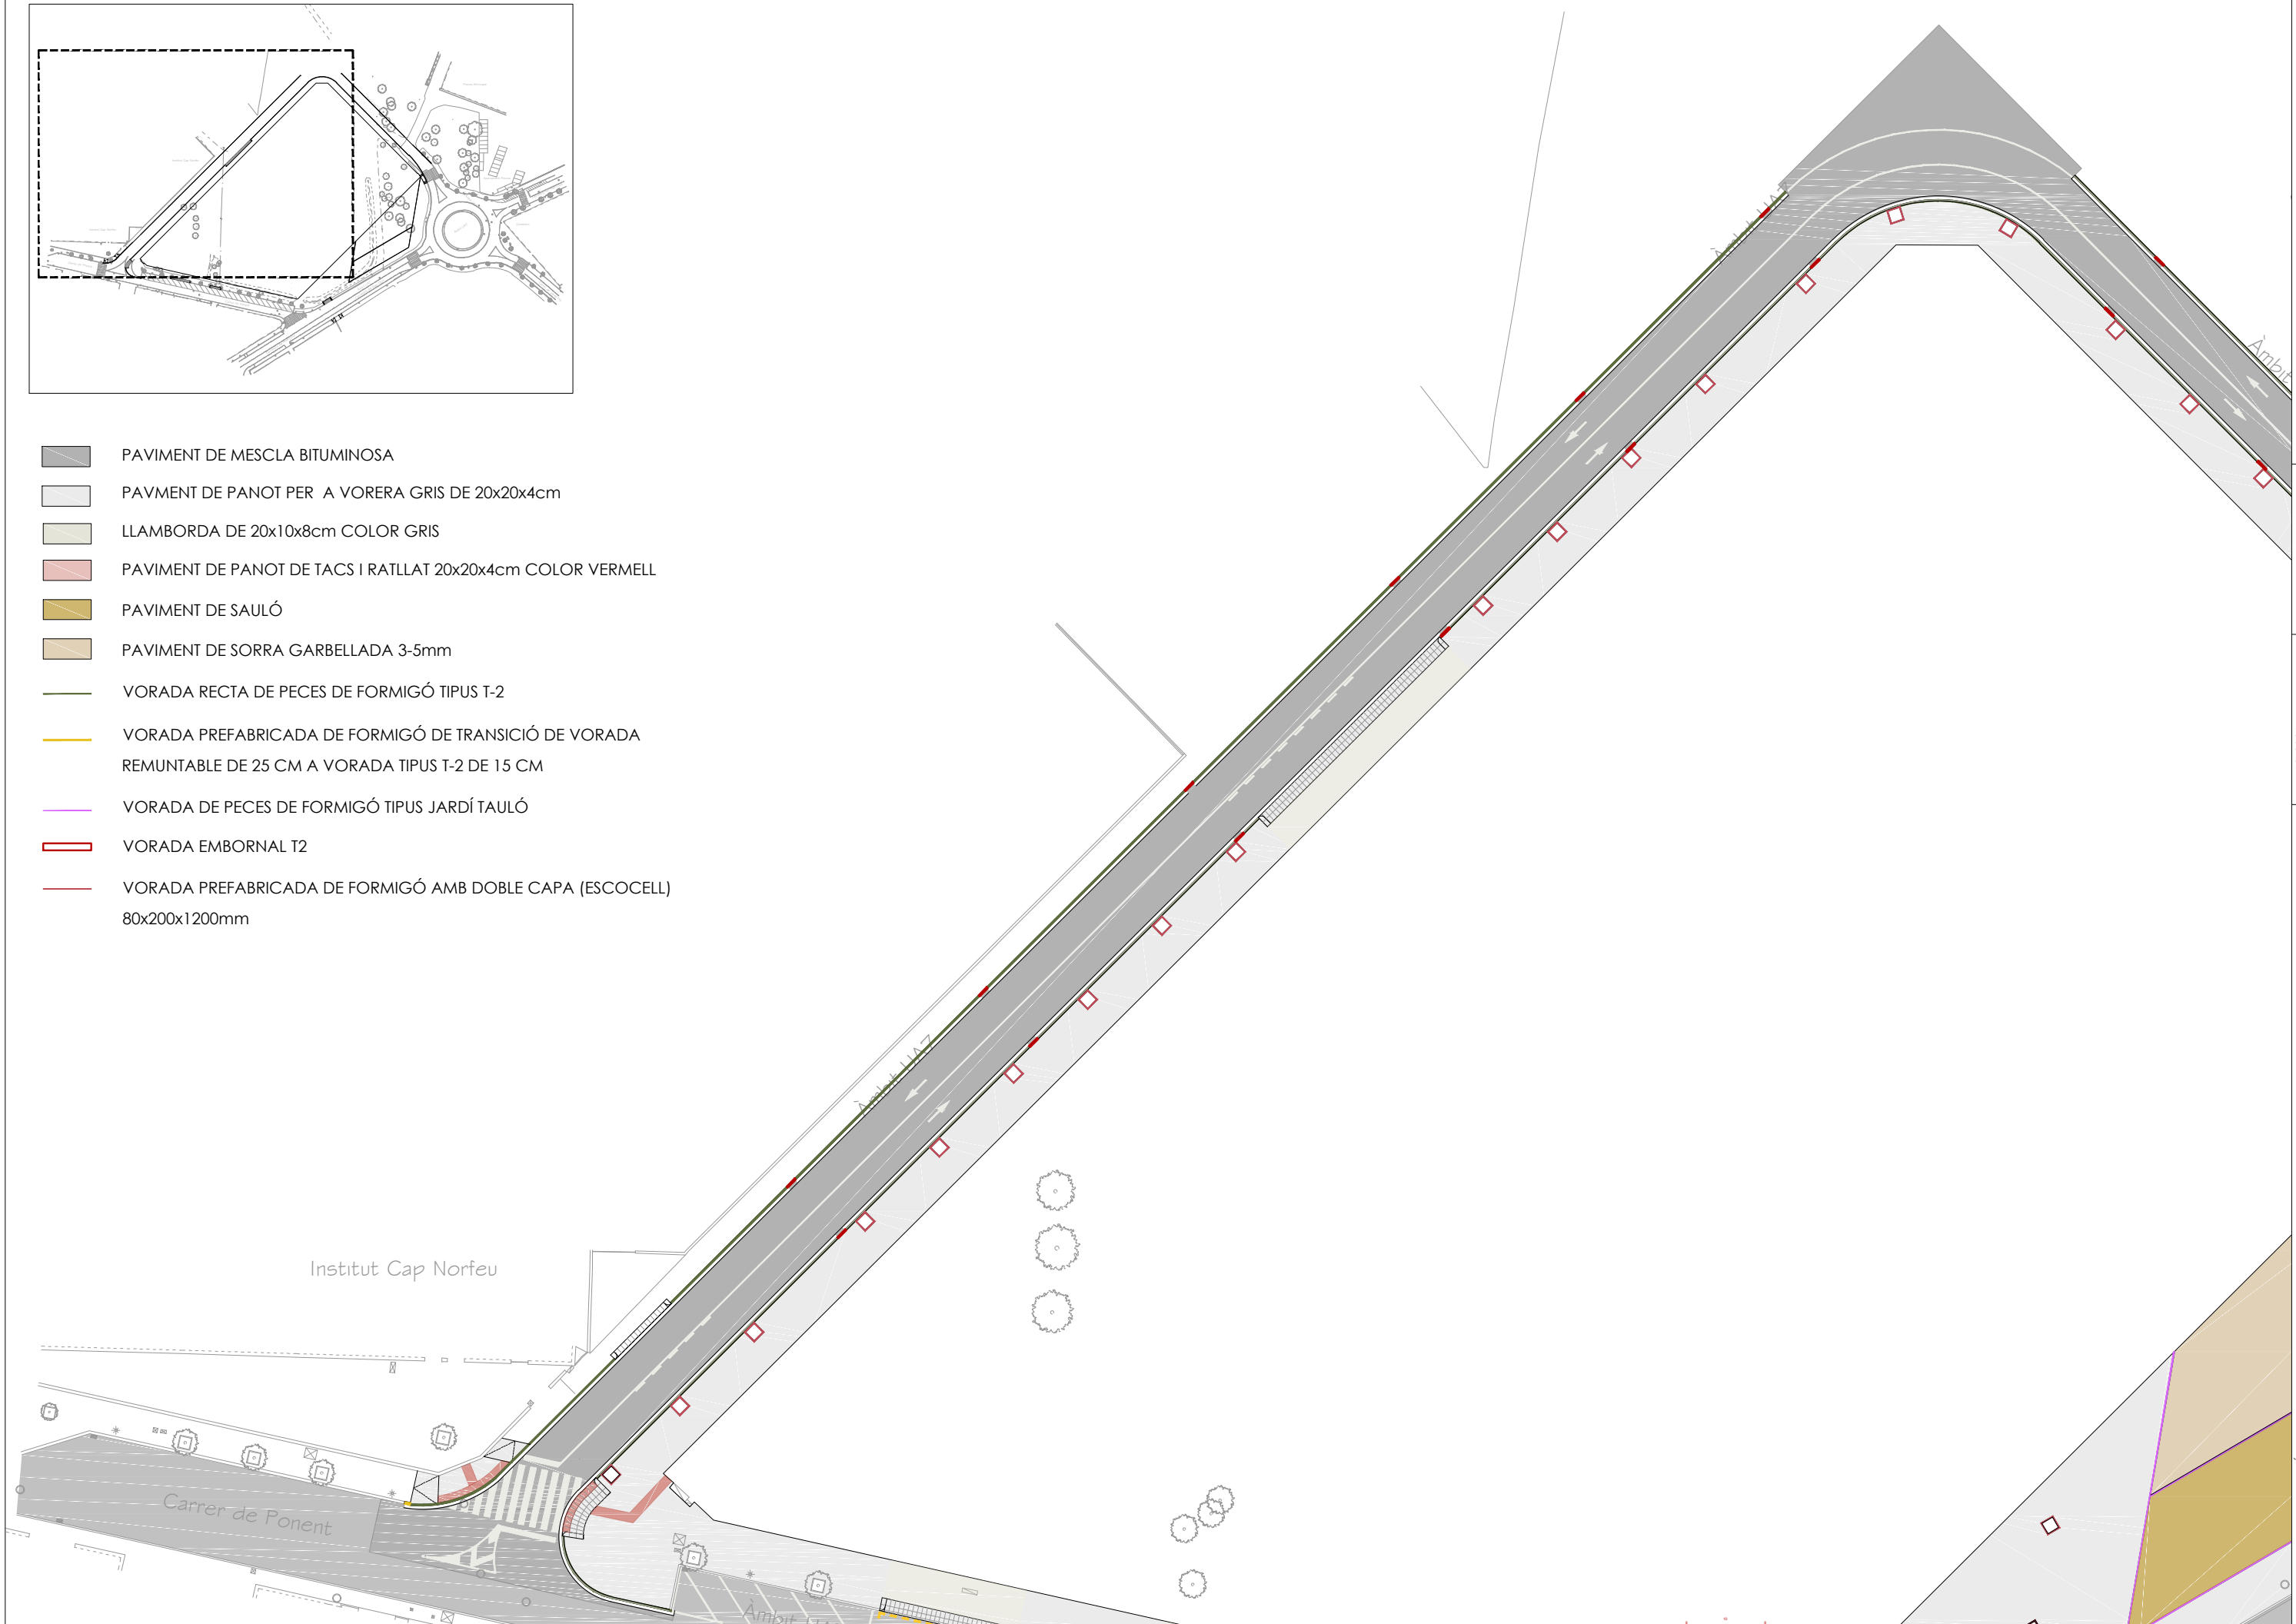 PAVIMENT DE MESCLA BITUMINOSA
PAVMENT DE PANOT PER A VORERA GRIS DE 20x20x4cm
LLAMBORDA DE 20x10x8cm COLOR GRIS
PAVIMENT DE PANOT DE TACS I RATLLAT 20x20x4cm COLOR VERMELL
PAVIMENT DE SAULÓ
PAVIMENT DE SORRA GARBELLADA 3-5mm
VORADA RECTA DE PECES DE FORMIGÓ TIPUS T-2
VORADA PREFABRICADA DE FORMIGÓ DE TRANSICIÓ DE VORADA
REMUNTABLE DE 25 CM A VORADA TIPUS T-2 DE 15 CM
VORADA DE PECES DE FORMIGÓ TIPUS JARDÍ TAULÓ
VORADA EMBORNAL T2
VORADA PREFABRICADA DE FORMIGÓ AMB DOBLE CAPA (ESCOCELL)
80x200x1200mm
Àmbit
Àmbit
Àmbit
Institut Cap Norfeu
Carrer de Ponent
Àmbit